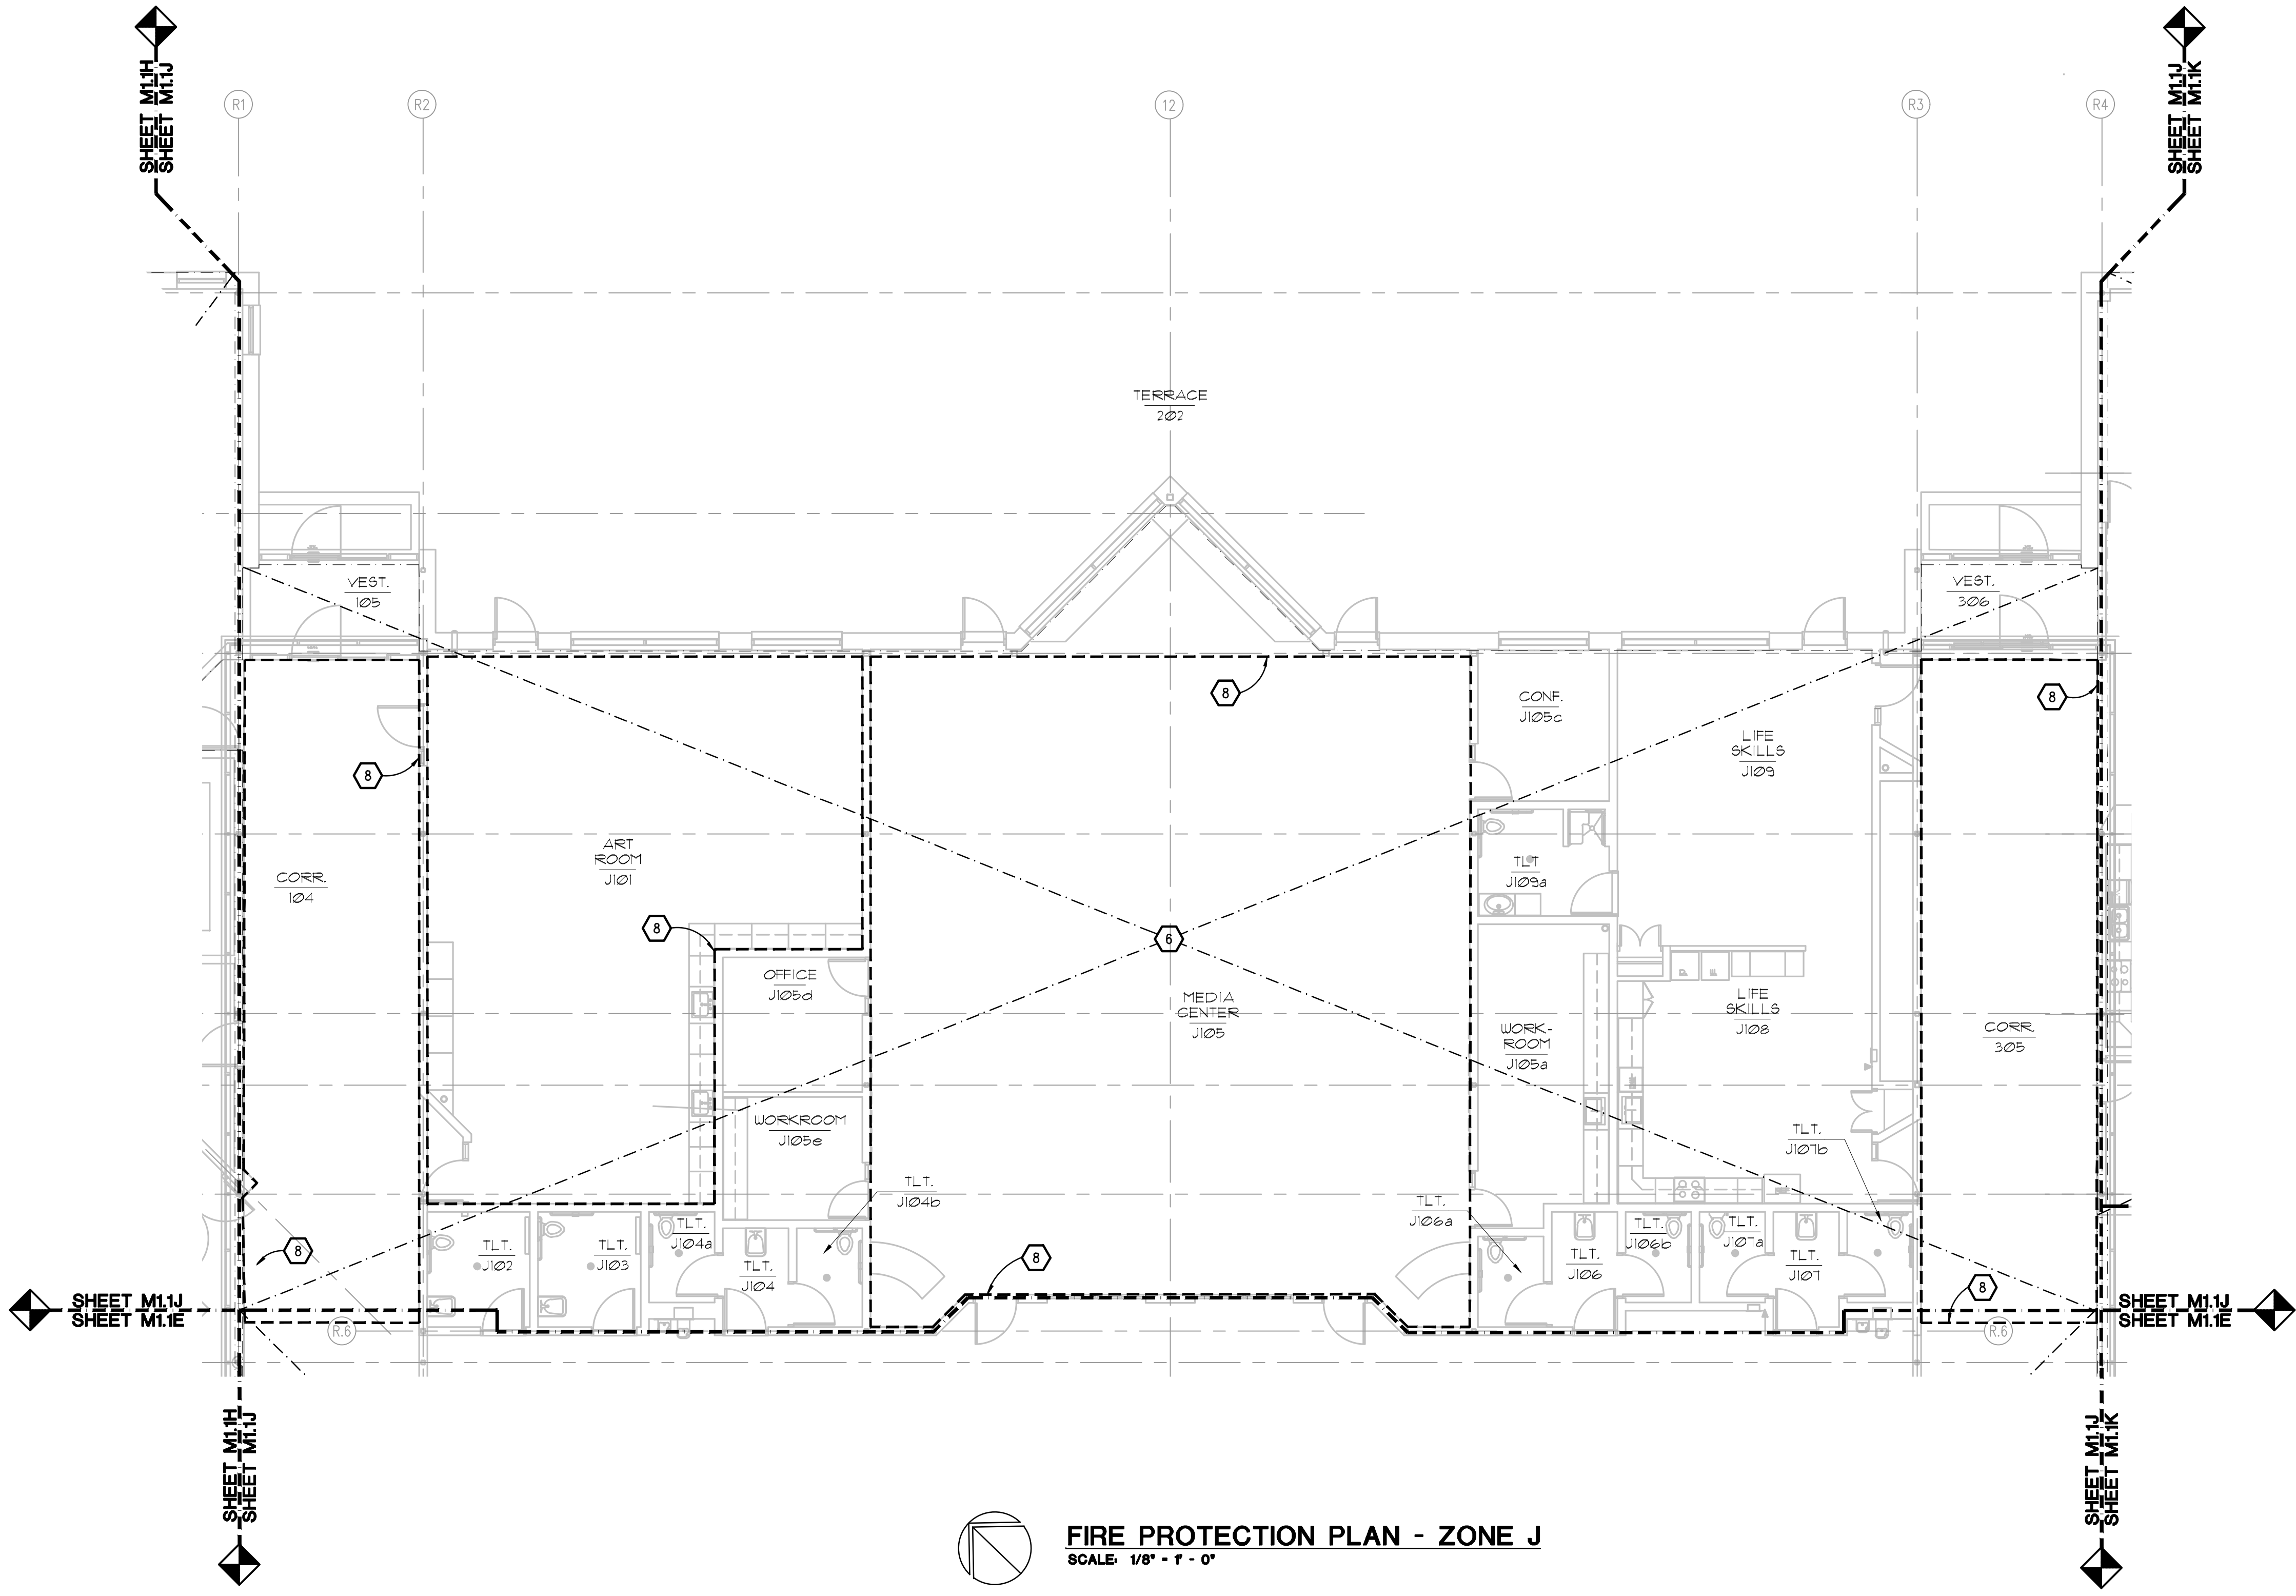 SHEET M1.1H
SHEET M1.1J
SHEET M1.1J
SHEET M1.1K
R1
R2
12
R3
R4
TERRACE
202
VEST.
105
VEST.
306
8
8
8
CONF.
J105c
LIFE
SKILLS
J109
ART
ROOM
J101
CORR.
104
TLT
J109a
8
6
OFFICE
J105d
MEDIA
CENTER
J105
LIFE
SKILLS
J108
WORK-
ROOM
J105a
CORR.
305
WORKROOM
J105e
TLT.
J107b
TLT.
J104b
TLT.
J106a
TLT.
J102
TLT.
J103
TLT.
J104a
TLT.
J104
TLT.
J106
TLT.
J106b
TLT.
J107a
TLT.
J107
8
8
8
SHEET M1.1J
SHEET M1.1E
SHEET M1.1J
SHEET M1.1E
R.6
R.6
SHEET M1.1H
SHEET M1.1J
SHEET M1.1J
SHEET M1.1K
FIRE PROTECTION PLAN - ZONE J
SCALE: 1/8" = 1' - 0"